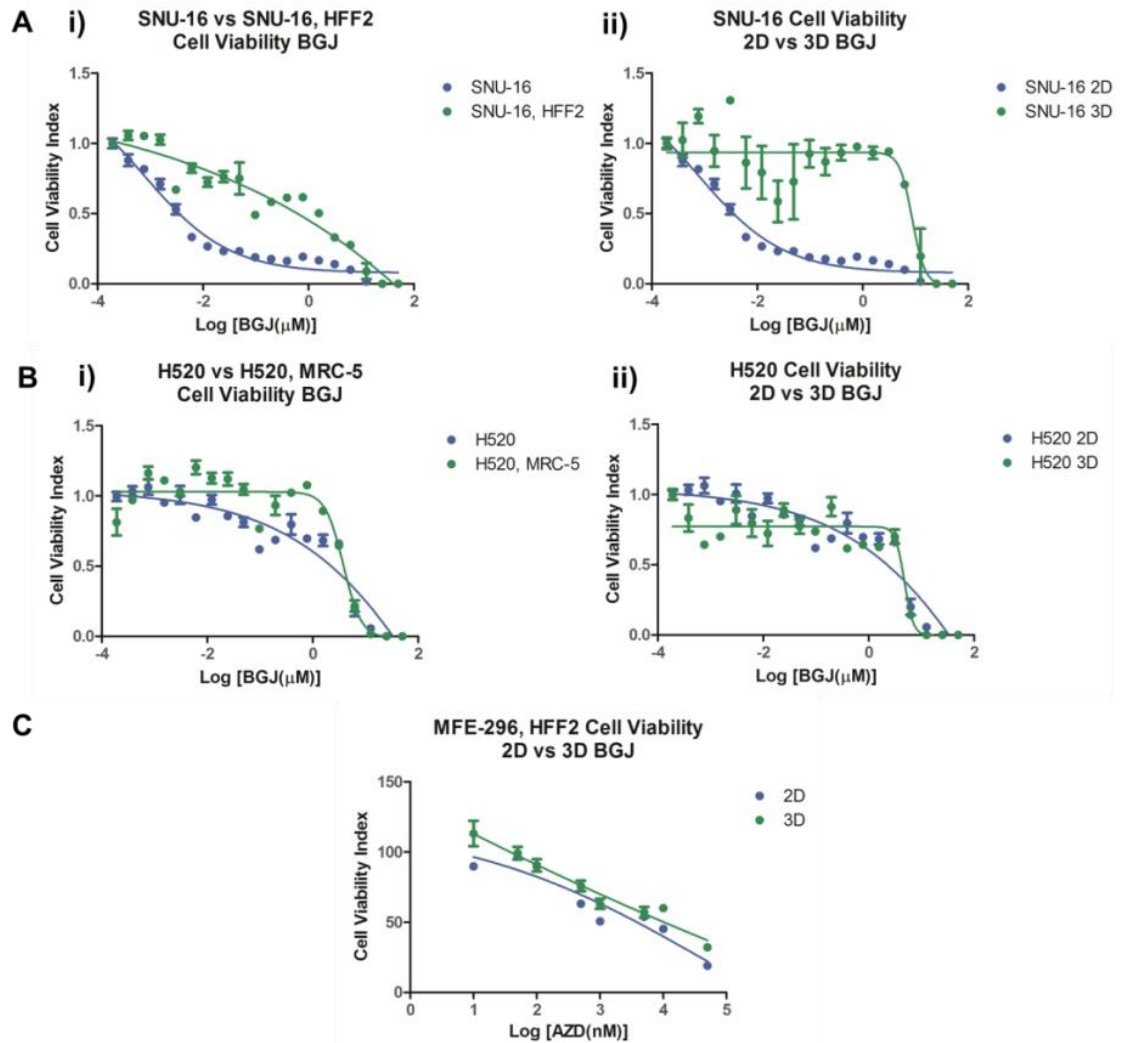 A
i)
SNU-16 vs SNU-16, HFF2
Cell Viability BGJ
1.5
1.0
0.5
0.0
-4
-2
0
2
Cell Viability Index
Log [BGJ(μM)]
SNU-16
SNU-16, HFF2
ii)
SNU-16 Cell Viability
2D vs 3D BGJ
1.5
1.0
0.5
0.0
-4
-2
0
2
Cell Viability Index
Log [BGJ(μM)]
SNU-16 2D
SNU-16 3D
B
i)
H520 vs H520, MRC-5
Cell Viability BGJ
1.5
1.0
0.5
0.0
-4
-2
0
2
Cell Viability Index
Log [BGJ(μM)]
H520
H520, MRC-5
ii)
H520 Cell Viability
2D vs 3D BGJ
1.5
1.0
0.5
0.0
-4
-2
0
2
Cell Viability Index
Log [BGJ(μM)]
H520 2D
H520 3D
C
MFE-296, HFF2 Cell Viability
2D vs 3D BGJ
150
100
50
0
0
1
2
3
4
5
Cell Viability Index
Log [AZD(nM)]
2D
3D